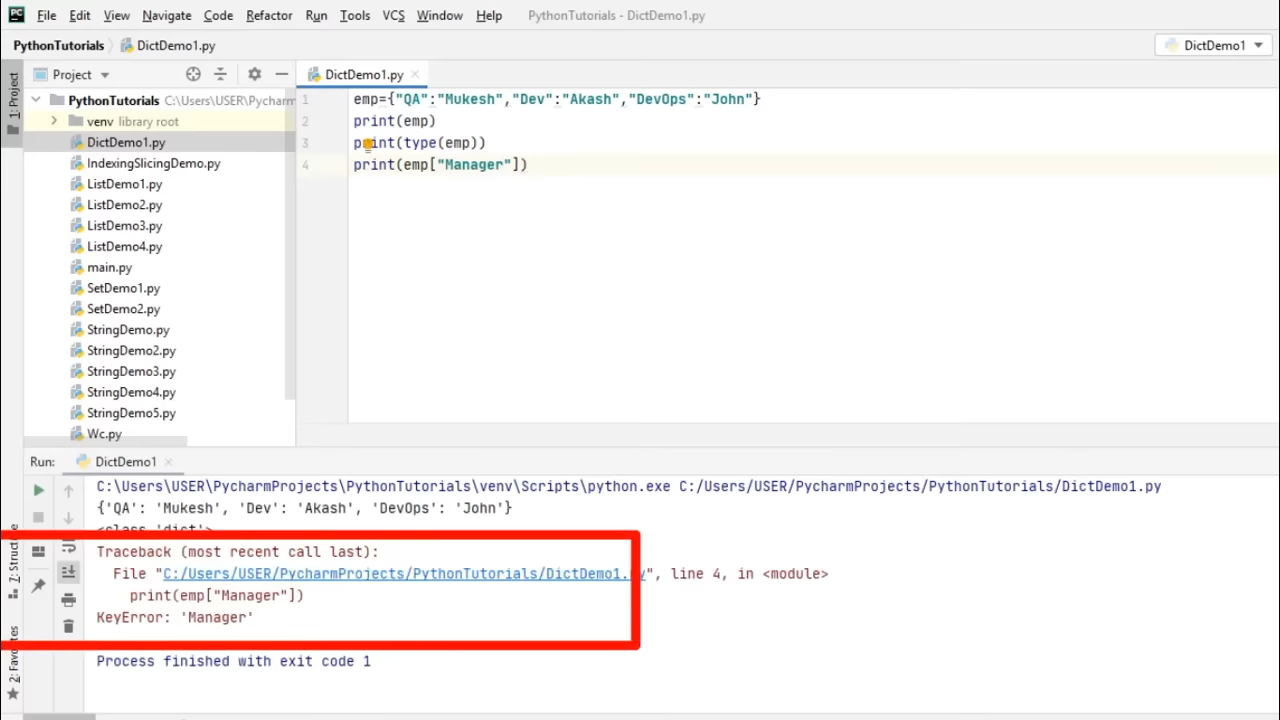 PC File Edit View Navigate Code Refactor Run Tools VCS Window Help PythonTutorials - DictDemo1.py
PythonTutorials DictDemo1.py DictDemo1
1: Project
Project
DictDemo1.py
PythonTutorials C:\Users\USER\Pycharm
venv library root
DictDemo1.py
IndexingSlicingDemo.py
ListDemo1.py
ListDemo2.py
ListDemo3.py
ListDemo4.py
main.py
SetDemo1.py
SetDemo2.py
StringDemo.py
StringDemo2.py
StringDemo3.py
StringDemo4.py
StringDemo5.py
Wc.py
1 emp={"QA":"Mukesh","Dev":"Akash","DevOps":"John"}
2 print(emp)
3 print(type(emp))
4 print(emp["Manager"])
Run: DictDemo1
C:\Users\USER\PycharmProjects\PythonTutorials\venv\Scripts\python.exe C:/Users/USER/PycharmProjects/PythonTutorials/DictDemo1.py
{'QA': 'Mukesh', 'Dev': 'Akash', 'DevOps': 'John'}
<class 'dict'>
Traceback (most recent call last):
File "C:/Users/USER/PycharmProjects/PythonTutorials/DictDemo1.py", line 4, in <module>
print(emp["Manager"])
KeyError: 'Manager'
Process finished with exit code 1
7: Structure
2: Favorites